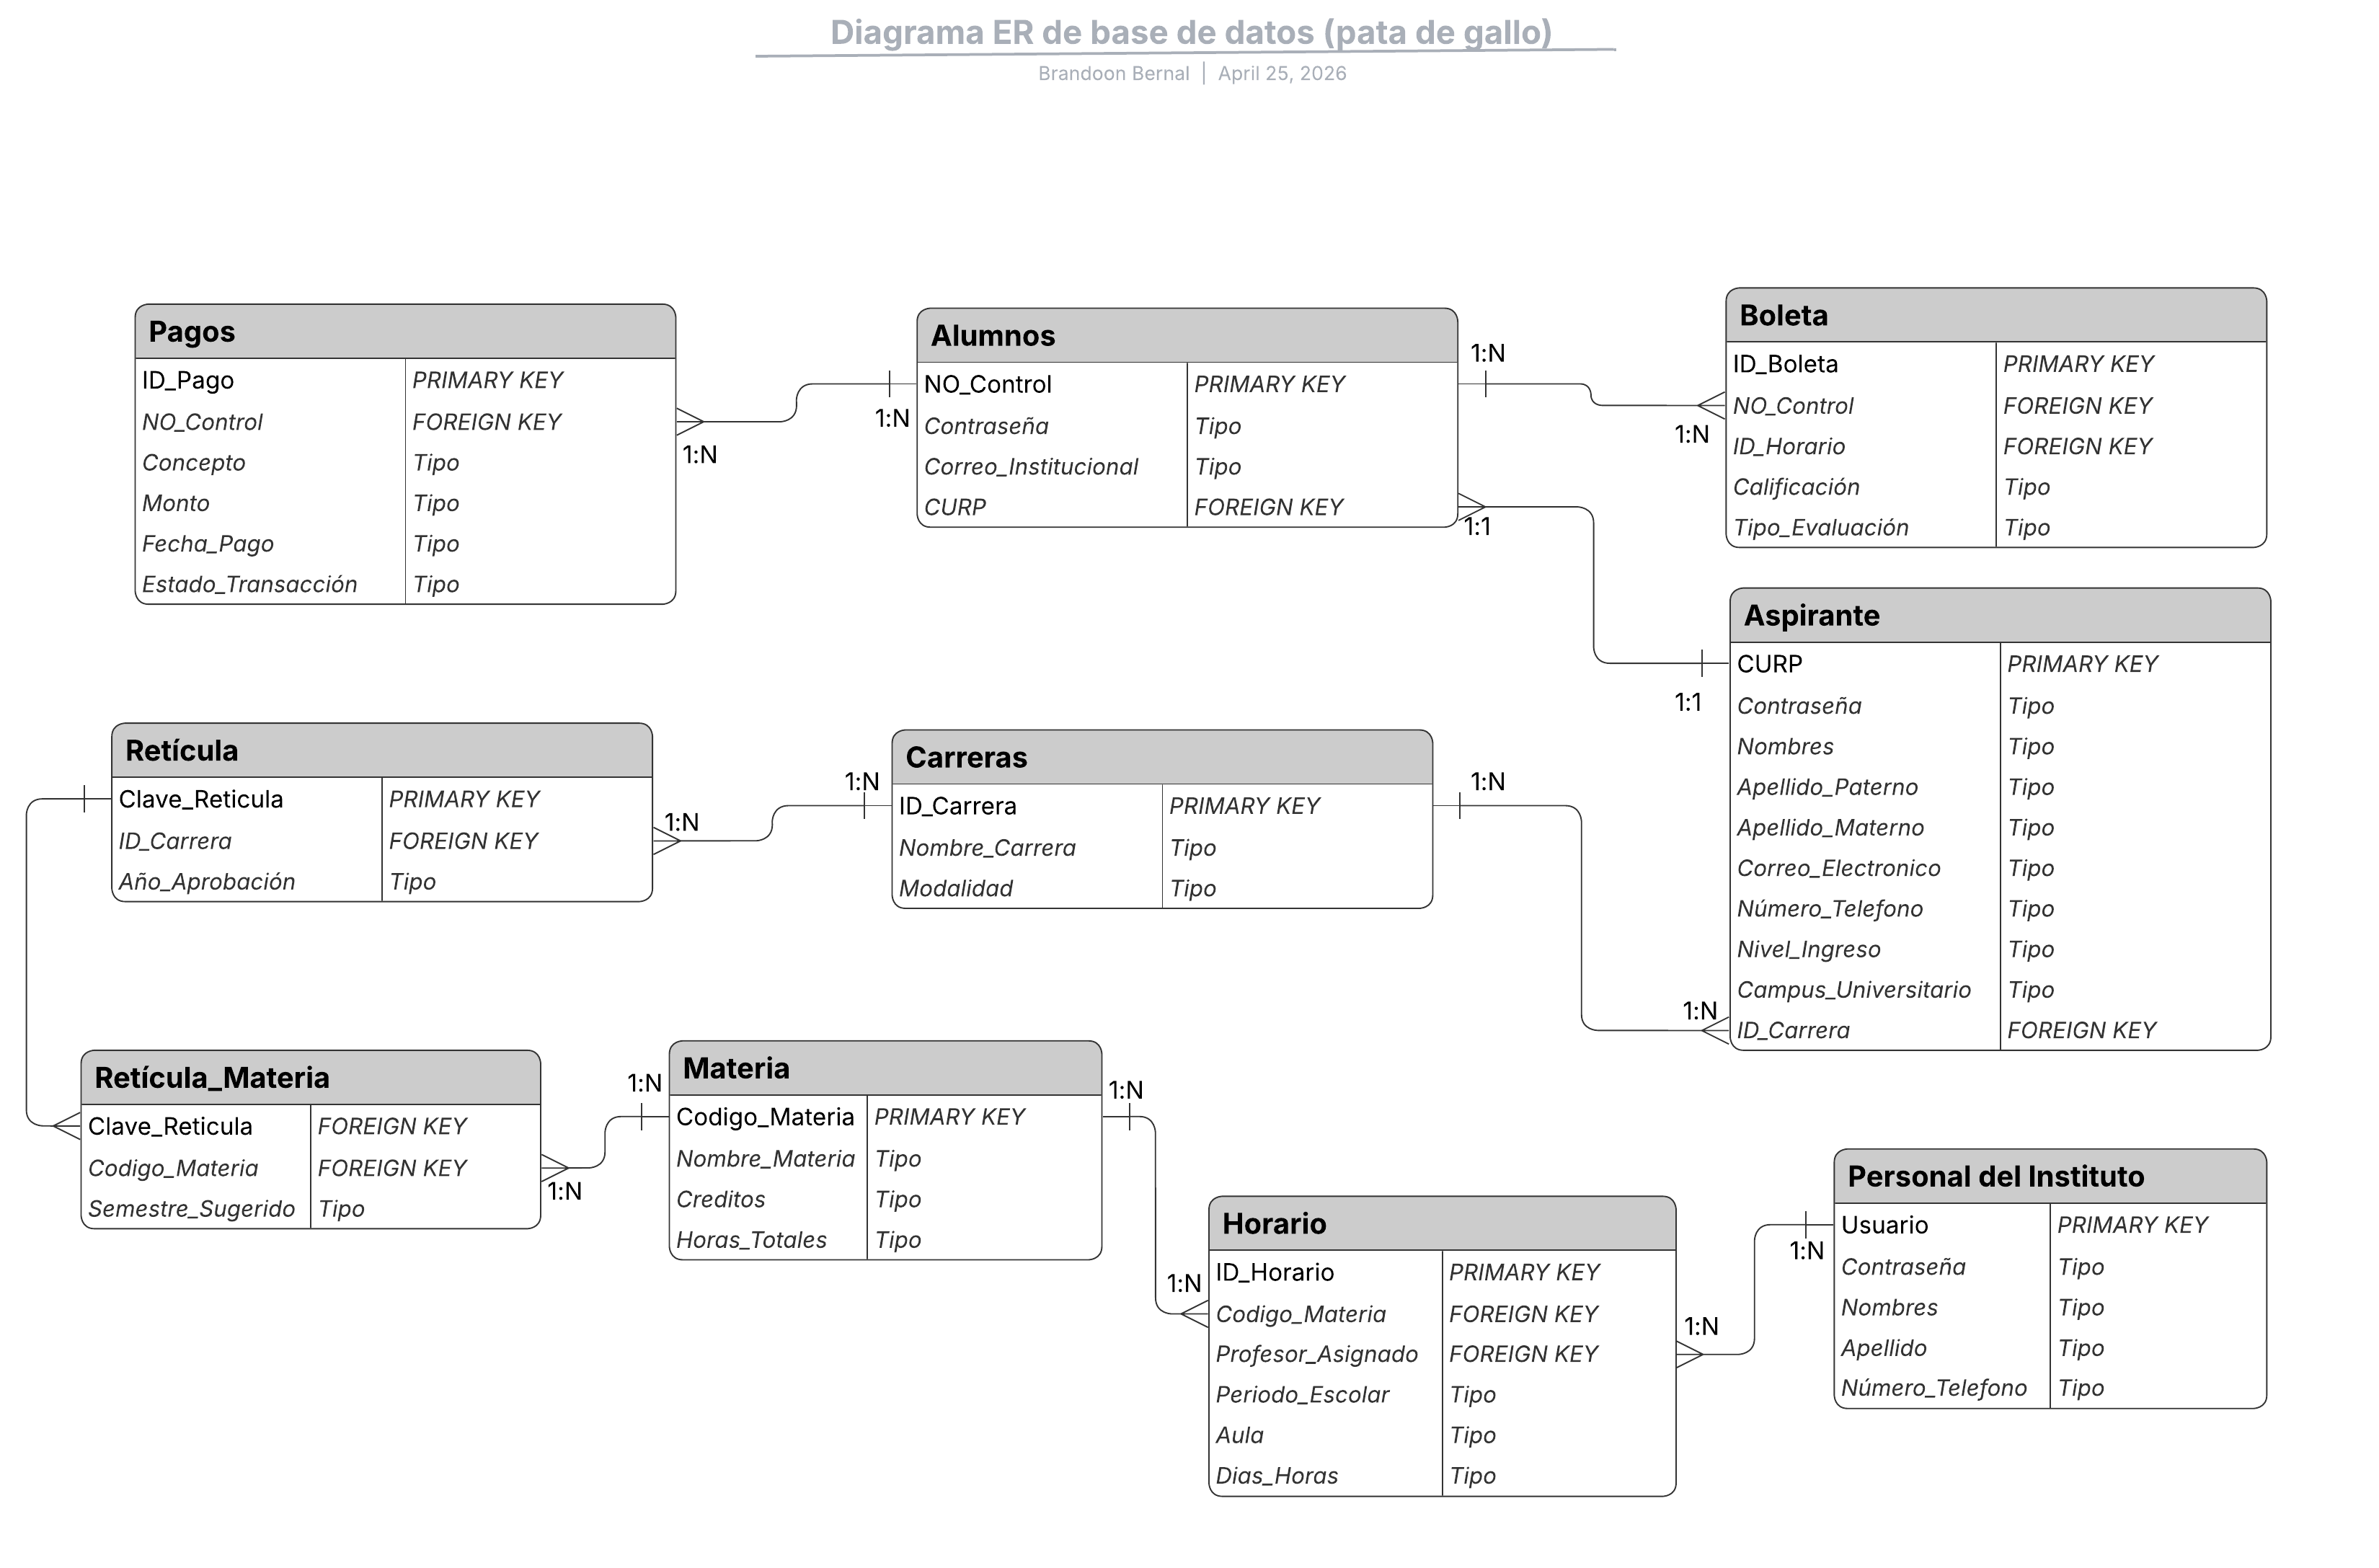 Diagrama ER de base de datos (pata de gallo)
Brandoon Bernal | April 25, 2026
Pagos
ID_Pago PRIMARY KEY
NO_Control FOREIGN KEY
Concepto Tipo
Monto Tipo
Fecha_Pago Tipo
Estado_Transacción Tipo
1:N
1:N
Alumnos
NO_Control PRIMARY KEY
Contraseña Tipo
Correo_Institucional Tipo
CURP FOREIGN KEY
1:N
1:N
1:1
1:1
Boleta
ID_Boleta PRIMARY KEY
NO_Control FOREIGN KEY
ID_Horario FOREIGN KEY
Calificación Tipo
Tipo_Evaluación Tipo
Aspirante
CURP PRIMARY KEY
Contraseña Tipo
Nombres Tipo
Apellido_Paterno Tipo
Apellido_Materno Tipo
Correo_Electronico Tipo
Número_Telefono Tipo
Nivel_Ingreso Tipo
Campus_Universitario Tipo
ID_Carrera FOREIGN KEY
Retícula
Clave_Reticula PRIMARY KEY
ID_Carrera FOREIGN KEY
Año_Aprobación Tipo
1:N
1:N
Carreras
ID_Carrera PRIMARY KEY
Nombre_Carrera Tipo
Modalidad Tipo
1:N
1:N
Retícula_Materia
Clave_Reticula FOREIGN KEY
Codigo_Materia FOREIGN KEY
Semestre_Sugerido Tipo
1:N
1:N
Materia
Codigo_Materia PRIMARY KEY
Nombre_Materia Tipo
Creditos Tipo
Horas_Totales Tipo
1:N
1:N
Horario
ID_Horario PRIMARY KEY
Codigo_Materia FOREIGN KEY
Profesor_Asignado FOREIGN KEY
Periodo_Escolar Tipo
Aula Tipo
Dias_Horas Tipo
1:N
1:N
Personal del Instituto
Usuario PRIMARY KEY
Contraseña Tipo
Nombres Tipo
Apellido Tipo
Número_Telefono Tipo